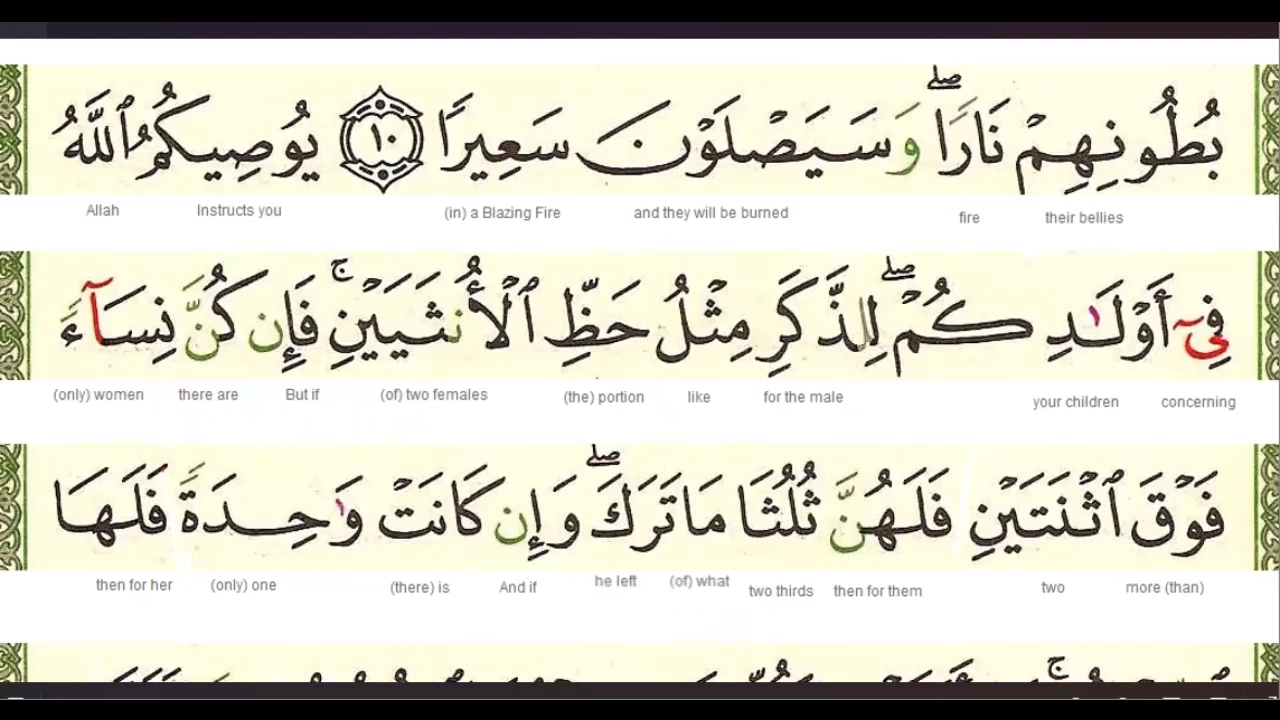 بُطُونِهِمْ نَارًا ۖ وَسَيَصْلَوْنَ سَعِيرًا ١٠ يُوصِيكُمُ ٱللَّهُ
Allah Instructs you (in) a Blazing Fire and they will be burned fire their bellies
فِىٓ أَوْلَـٰدِكُمْ ۖ لِلذَّكَرِ مِثْلُ حَظِّ ٱلْأُنثَيَيْنِ ۚ فَإِن كُنَّ نِسَآءً
(only) women there are But if (of) two females (the) portion like for the male your children concerning
فَوْقَ ٱثْنَتَيْنِ فَلَهُنَّ ثُلُثَا مَا تَرَكَ ۖ وَإِن كَانَتْ وَٰحِدَةً فَلَهَا
then for her (only) one (there) is And if he left (of) what two thirds then for them two more (than)